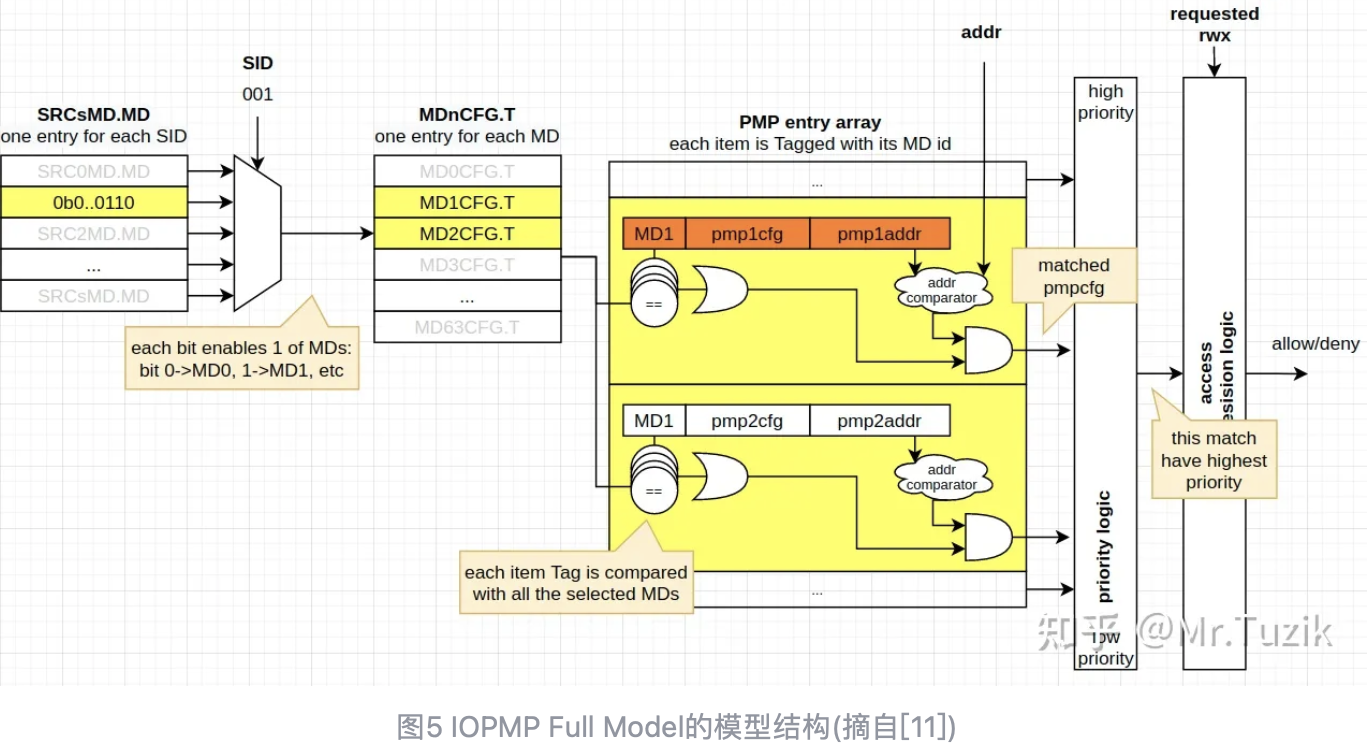 requested
rwx
addr
SID
001
SRCsMD.MD
one entry for each SID
SRC0MD.MD
0b0..0110
SRC2MD.MD
...
SRCsMD.MD
each bit enables 1 of MDs:
bit 0->MD0, 1->MD1, etc
MDnCFG.T
one entry for each MD
MD0CFG.T
MD1CFG.T
MD2CFG.T
MD3CFG.T
...
MD63CFG.T
PMP entry array
each item is Tagged with its MD id
...
MD1 pmp1cfg pmp1addr
==
addr
comparator
MD1 pmp2cfg pmp2addr
==
addr
comparator
...
each item Tag is compared
with all the selected MDs
matched
pmpcfg
high
priority
priority logic
low
priority
this match
have highest
priority
access
esision logic
allow/deny
知乎 @Mr.Tuzik
图5 IOPMP Full Model的模型结构(摘自[11])